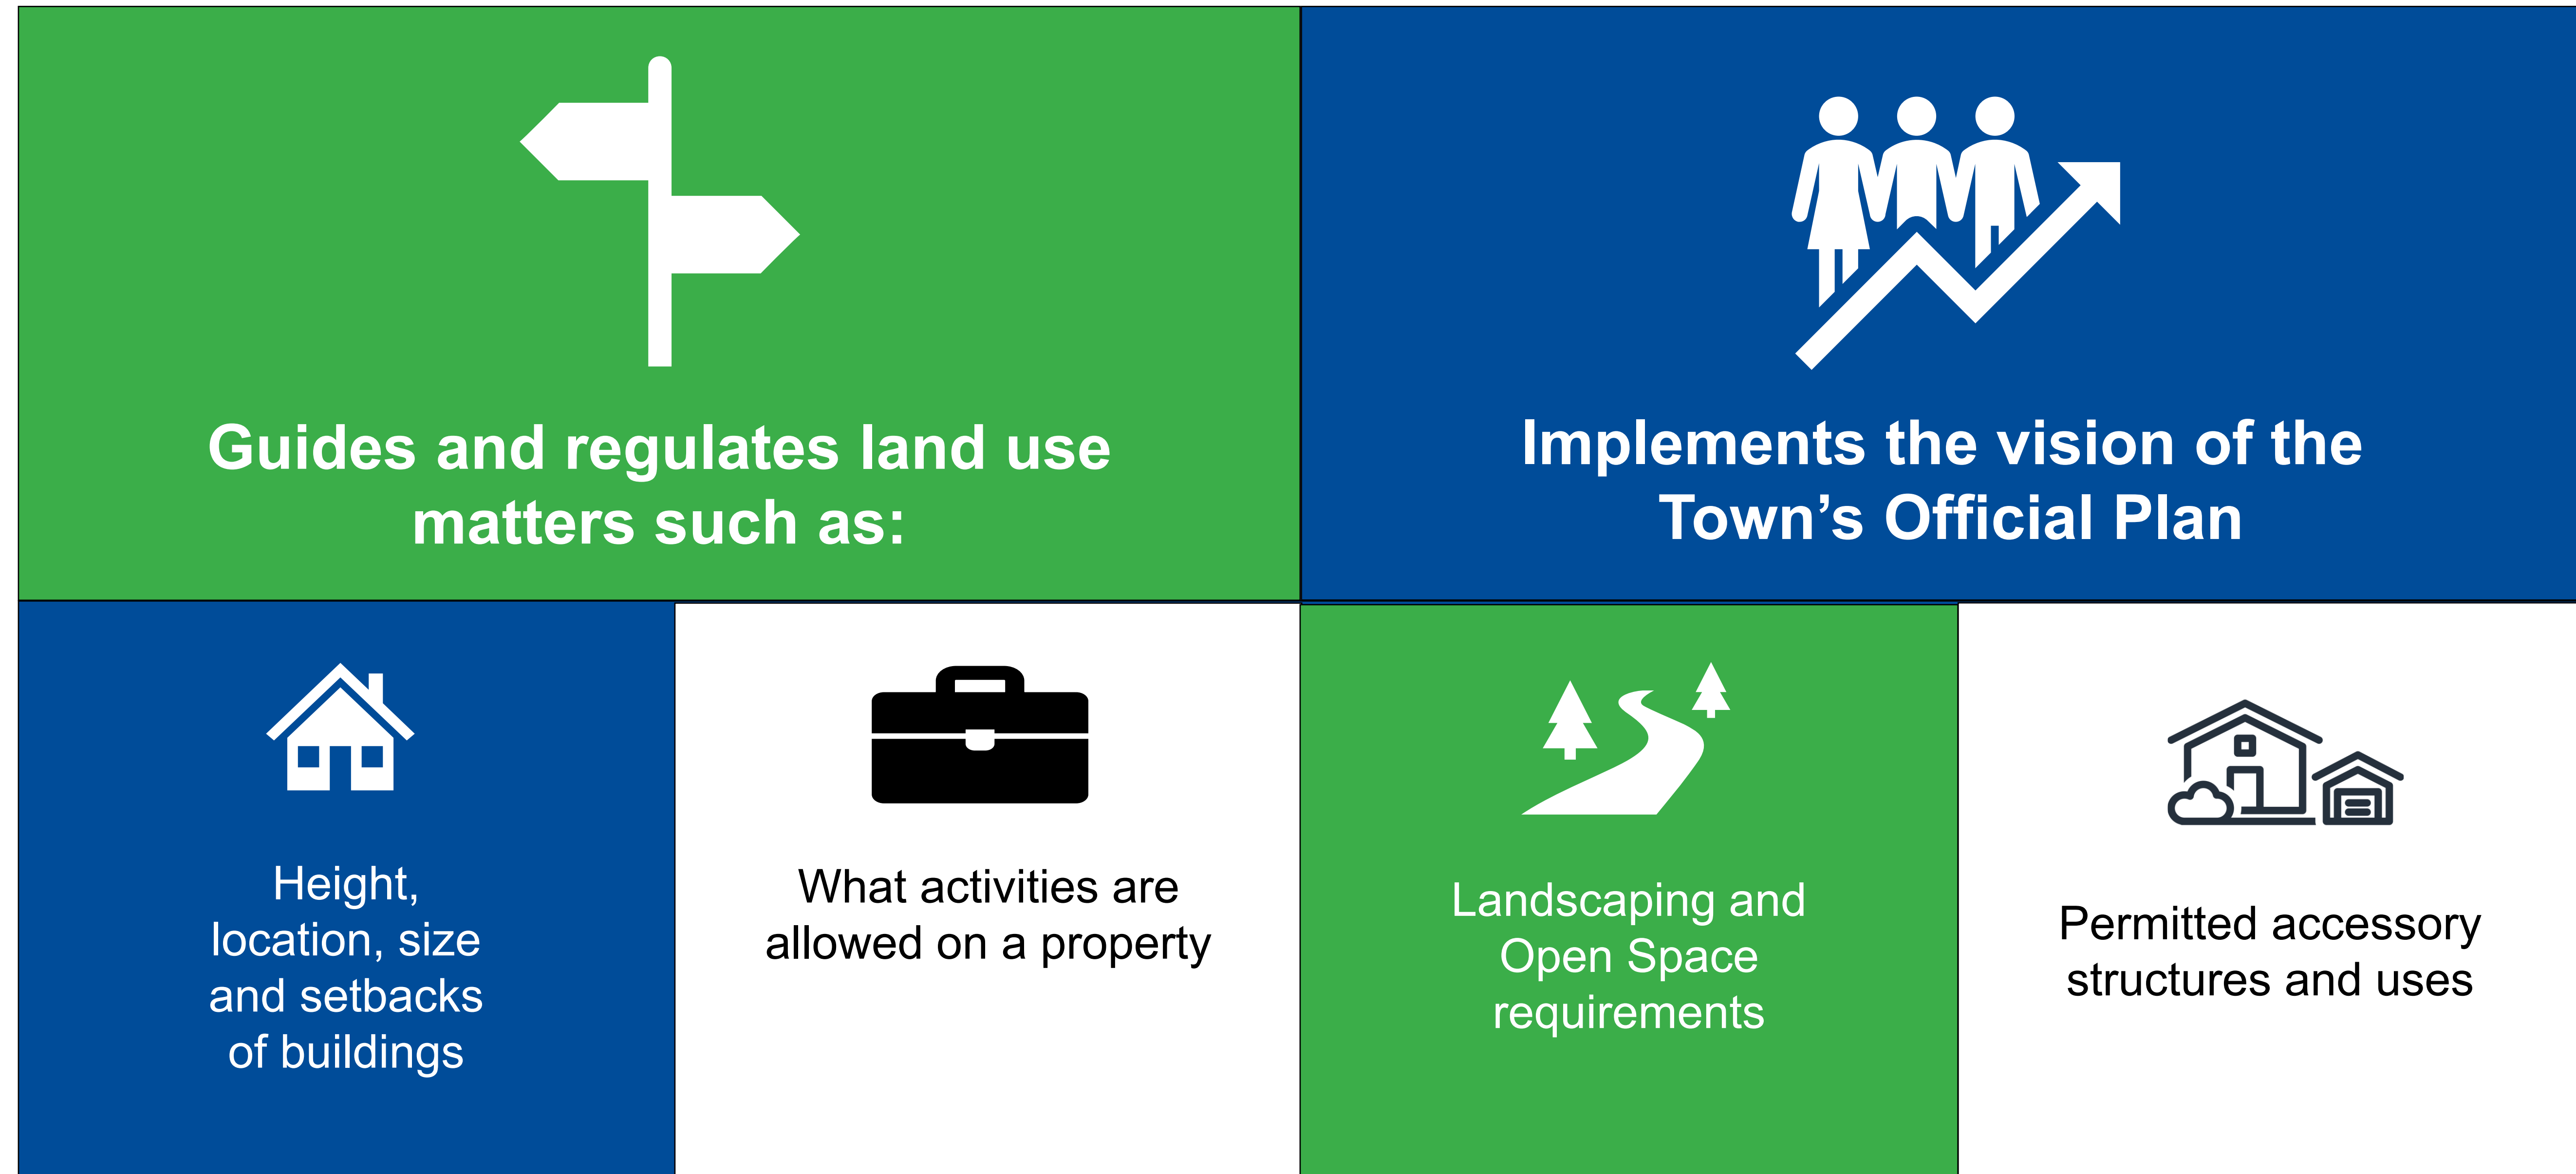 Guides and regulates land use
matters such as:
Implements the vision of the
Town’s Official Plan
Height,
location, size
and setbacks
of buildings
What activities are
allowed on a property
Landscaping and
Open Space
requirements
Permitted accessory
structures and uses